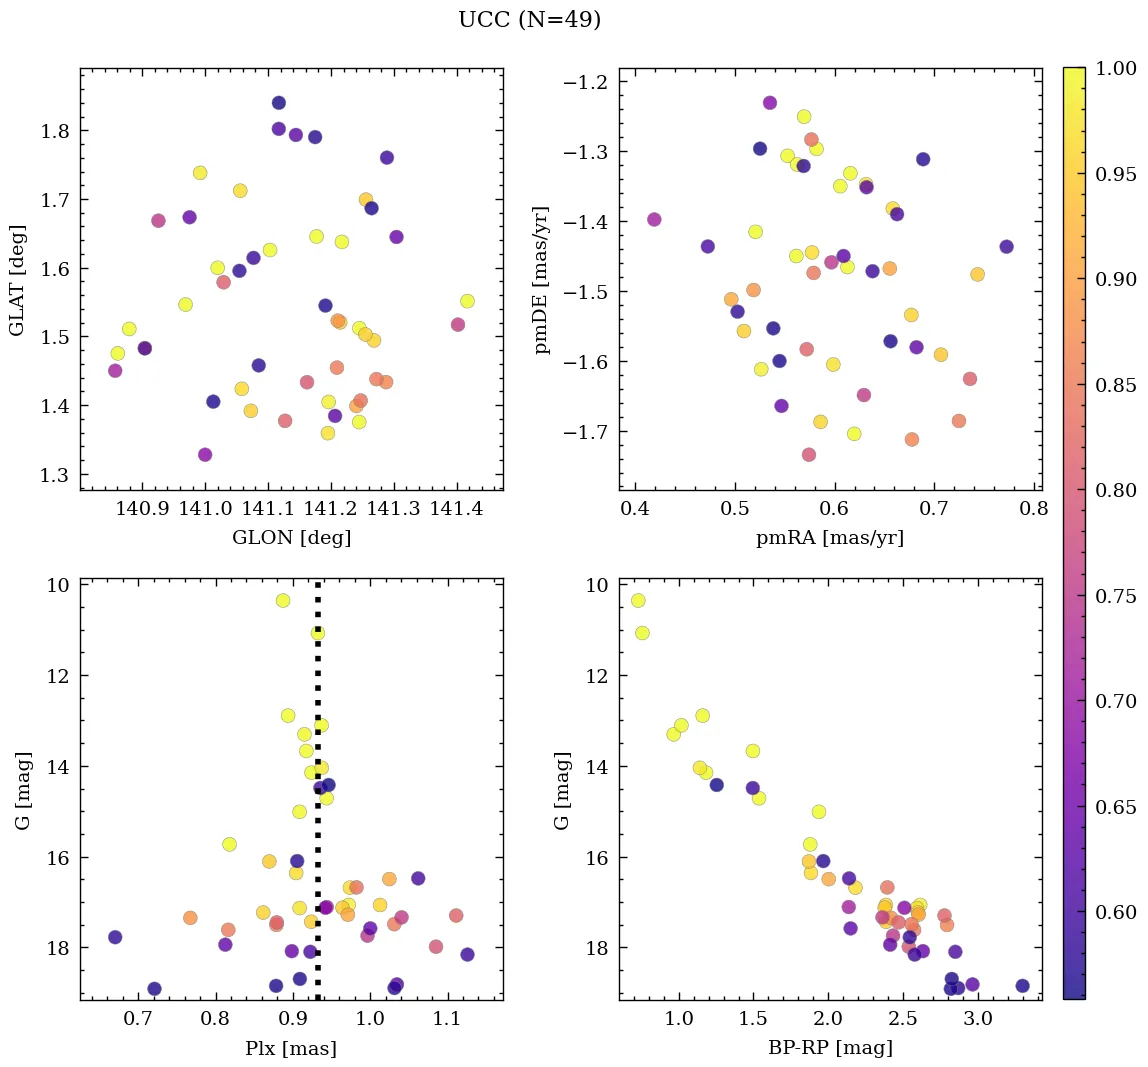 UCC (N=49)
1.8
1.7
1.6
1.5
1.4
1.3
GLAT [deg]
140.9 141.0 141.1 141.2 141.3 141.4
GLON [deg]
−1.2
−1.3
−1.4
−1.5
−1.6
−1.7
pmDE [mas/yr]
0.4 0.5 0.6 0.7 0.8
pmRA [mas/yr]
10
12
14
16
18
G [mag]
0.7 0.8 0.9 1.0 1.1
Plx [mas]
10
12
14
16
18
G [mag]
1.0 1.5 2.0 2.5 3.0
BP-RP [mag]
1.00
0.95
0.90
0.85
0.80
0.75
0.70
0.65
0.60